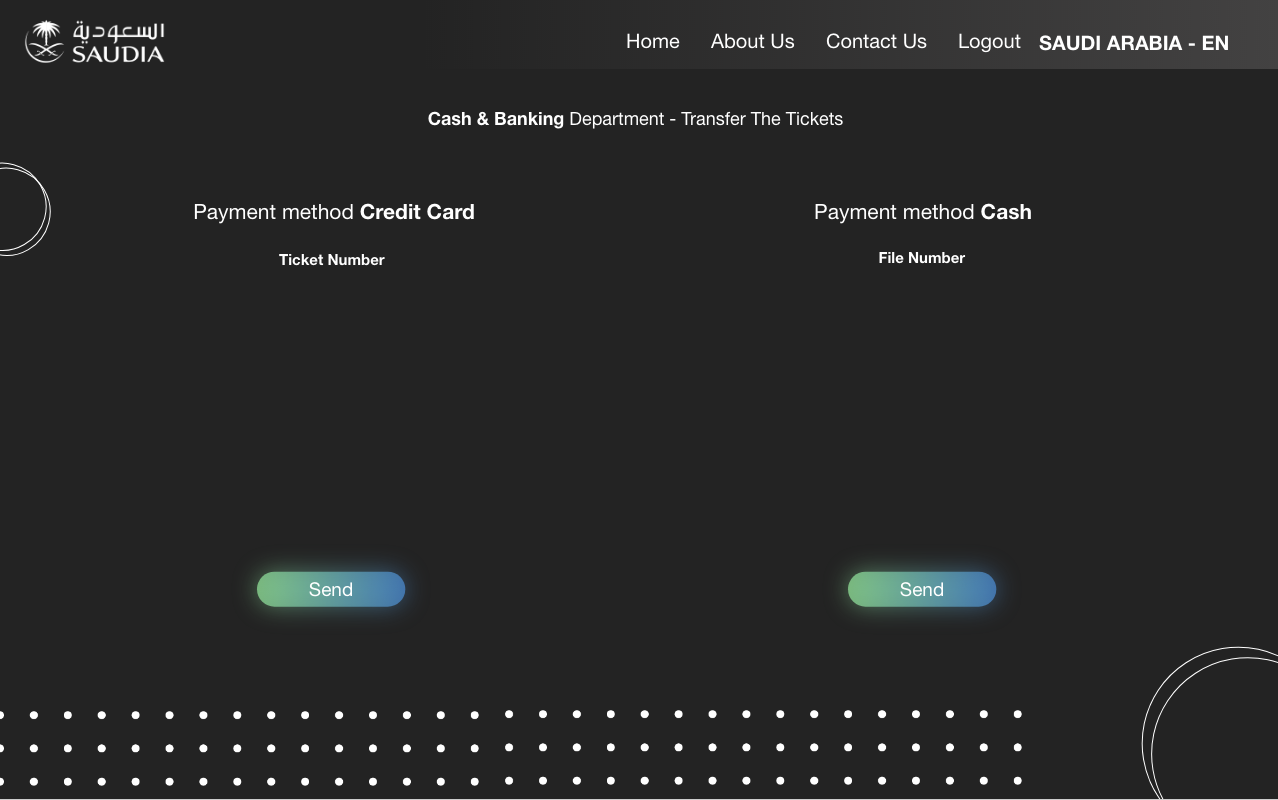 السعودية
SAUDIA
Home About Us Contact Us Logout SAUDI ARABIA - EN
Cash & Banking Department - Transfer The Tickets
Payment method Credit Card
Ticket Number
Send
Payment method Cash
File Number
Send